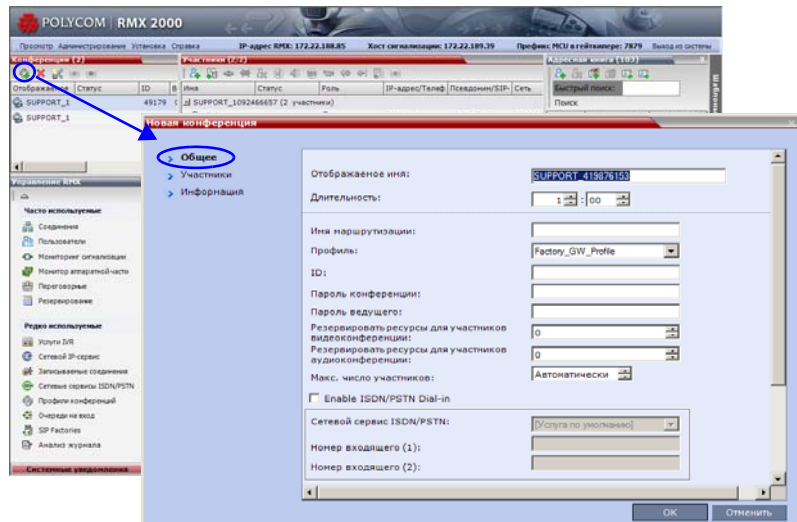 POLYCOM | RMX 2000
Просмотр Администрирование Установка Справка IP-адрес RMX: 172.22.188.85 Хост сигнализации: 172.22.189.39 Префикс MCU в гейткипере: 7879 Выход из системы
Конференции (2)
Участники (2/2)
Адресная книга (103)
Быстрый поиск:
Поиск
Отображаемое Статус ID В
Имя Статус Роль IP-адрес/Телеф Псевдоним/SIP- Сеть
SUPPORT_1 49179
SUPPORT_1
SUPPORT_1092466657 (2 участники)
Управление RMX
Часто используемые
Соединения
Пользователи
Мониторинг сигнализации
Монитор аппаратной части
Переговорные
Резервирование
Редко используемые
Услуги IVR
Сетевой IP-сервис
Записываемые соединения
Сетевые сервисы ISDN/PSTN
Профили конференций
Очереди на вход
SIP Factories
Анализ журнала
Системные уведомления
Новая конференция
Общее
Участники
Информация
Отображаемое имя: SUPPORT_419876153
Длительность: 1 : 00
Имя маршрутизации:
Профиль: Factory_GW_Profile
ID:
Пароль конференции:
Пароль ведущего:
Резервировать ресурсы для участников
видеоконференции: 0
Резервировать ресурсы для участников
аудиоконференции: 0
Макс. число участников: Автоматически
Enable ISDN/PSTN Dial-in
Сетевой сервис ISDN/PSTN: [Услуга по умолчанию]
Номер входящего (1):
Номер входящего (2):
OK Отменить